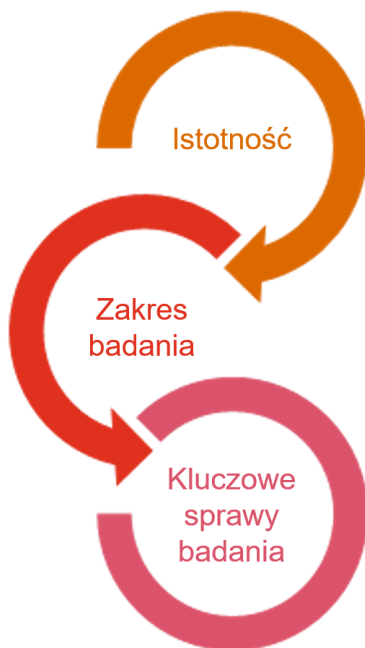 Istotność
Zakres
badania
Kluczowe
sprawy
badania